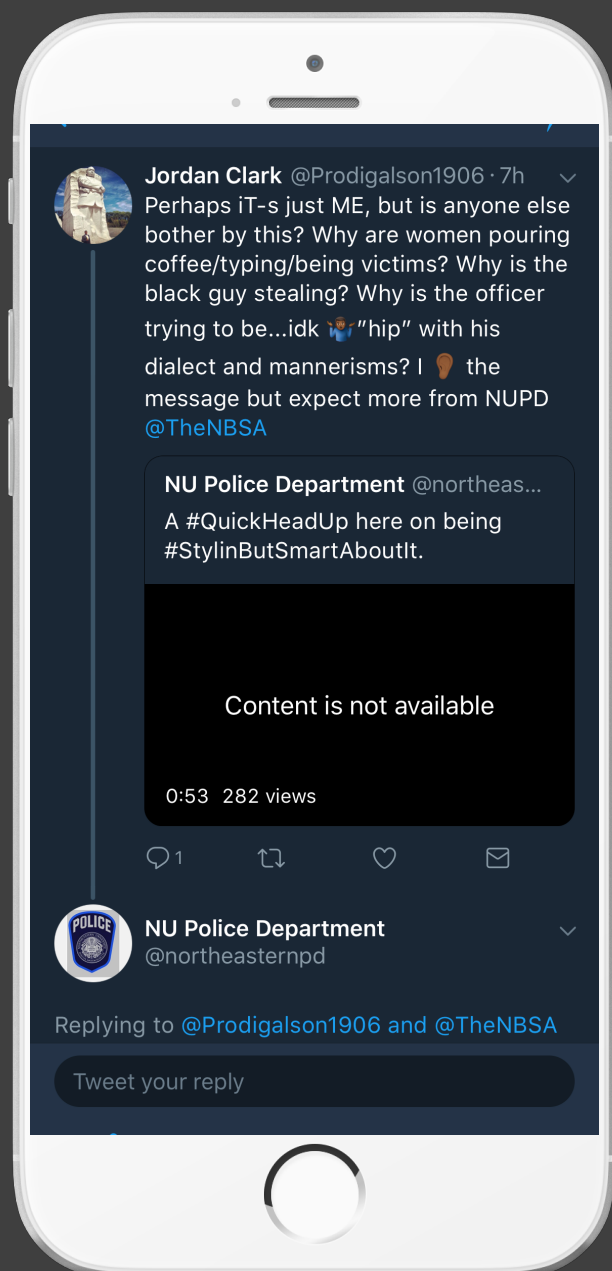 Jordan Clark @Prodigalson1906 · 7h
Perhaps iT-s just ME, but is anyone else
bother by this? Why are women pouring
coffee/typing/being victims? Why is the
black guy stealing? Why is the officer
trying to be...idk 🤷🏾‍♂️"hip" with his
dialect and mannerisms? I 👂🏾 the
message but expect more from NUPD
@TheNBSA
NU Police Department @northeas...
A #QuickHeadUp here on being
#StylinButSmartAboutIt.
Content is not available
0:53 282 views
1
POLICE
NU Police Department
@northeasternpd
Replying to @Prodigalson1906 and @TheNBSA
Tweet your reply